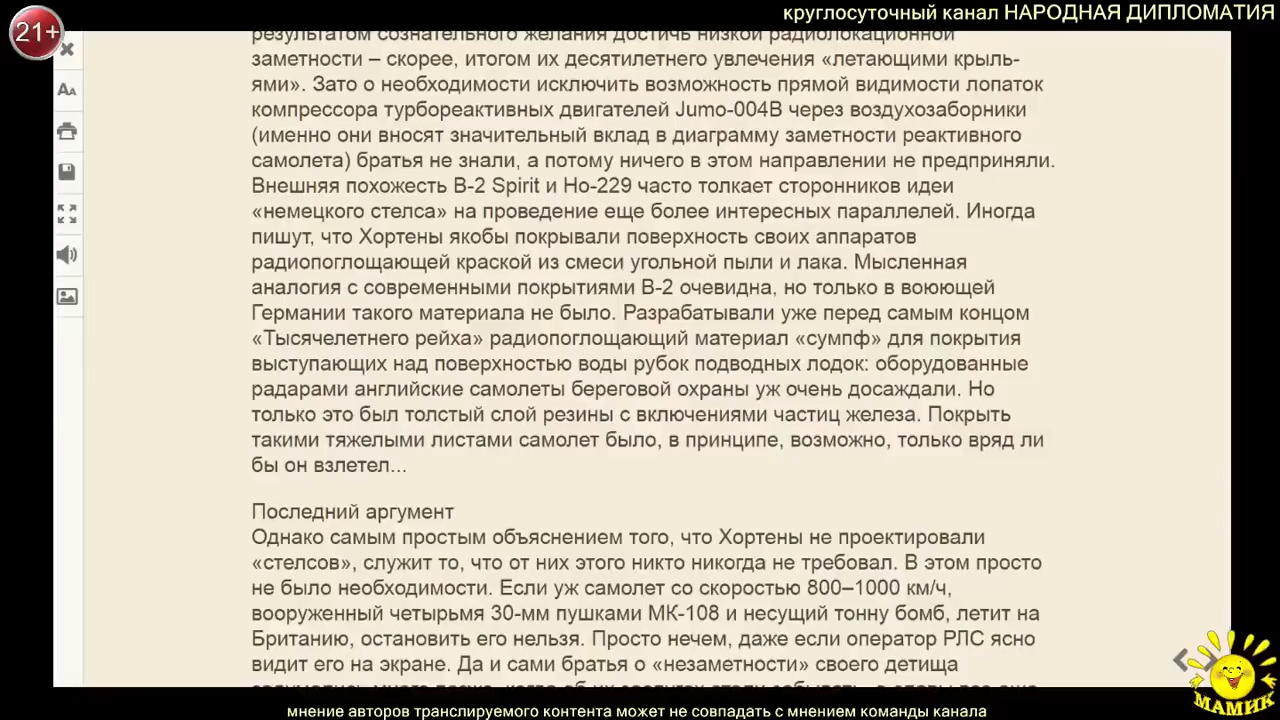 круглосуточный канал НАРОДНАЯ ДИПЛОМАТИЯ
21+
результатом сознательного желания достичь низкой радиолокационной
заметности – скорее, итогом их десятилетнего увлечения «летающими крыль-
ями». Зато о необходимости исключить возможность прямой видимости лопаток
компрессора турбореактивных двигателей Jumo-004B через воздухозаборники
(именно они вносят значительный вклад в диаграмму заметности реактивного
самолета) братья не знали, а потому ничего в этом направлении не предприняли.
Внешняя похожесть B-2 Spirit и Ho-229 часто толкает сторонников идеи
«немецкого стелса» на проведение еще более интересных параллелей. Иногда
пишут, что Хортены якобы покрывали поверхность своих аппаратов
радиопоглощающей краской из смеси угольной пыли и лака. Мысленная
аналогия с современными покрытиями B-2 очевидна, но только в воюющей
Германии такого материала не было. Разрабатывали уже перед самым концом
«Тысячелетнего рейха» радиопоглощающий материал «сумпф» для покрытия
выступающих над поверхностью воды рубок подводных лодок: оборудованные
радарами английские самолеты береговой охраны уж очень досаждали. Но
только это был толстый слой резины с включениями частиц железа. Покрыть
такими тяжелыми листами самолет было, в принципе, возможно, только вряд ли
бы он взлетел...
Последний аргумент
Однако самым простым объяснением того, что Хортены не проектировали
«стелсов», служит то, что от них этого никто никогда не требовал. В этом просто
не было необходимости. Если уж самолет со скоростью 800–1000 км/ч,
вооруженный четырьмя 30-мм пушками МК-108 и несущий тонну бомб, летит на
Британию, остановить его нельзя. Просто нечем, даже если оператор РЛС ясно
видит его на экране. Да и сами братья о «незаметности» своего детища
АА
МАМИК
мнение авторов транслируемого контента может не совпадать с мнением команды канала